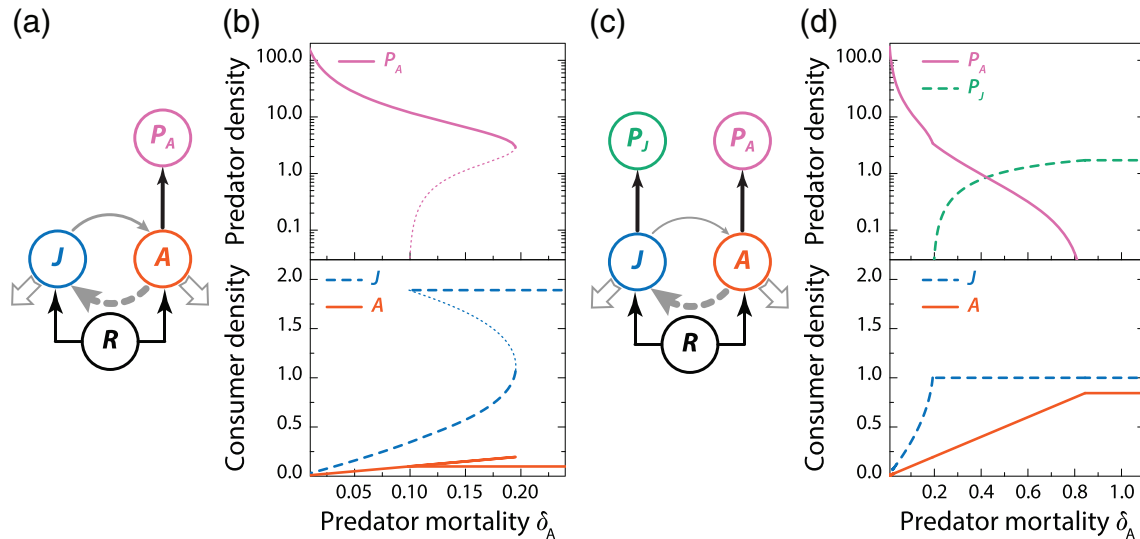 (a)
P_A
J
A
R
(b)
Predator density
100.0
10.0
1.0
0.1
P_A
Consumer density
2.0
1.5
1.0
0.5
0.0
J
A
0.05
0.10
0.15
0.20
Predator mortality δ_A
(c)
P_J
P_A
J
A
R
(d)
Predator density
100.0
10.0
1.0
0.1
P_A
P_J
Consumer density
2.0
1.5
1.0
0.5
0.0
J
A
0.2
0.4
0.6
0.8
1.0
Predator mortality δ_A